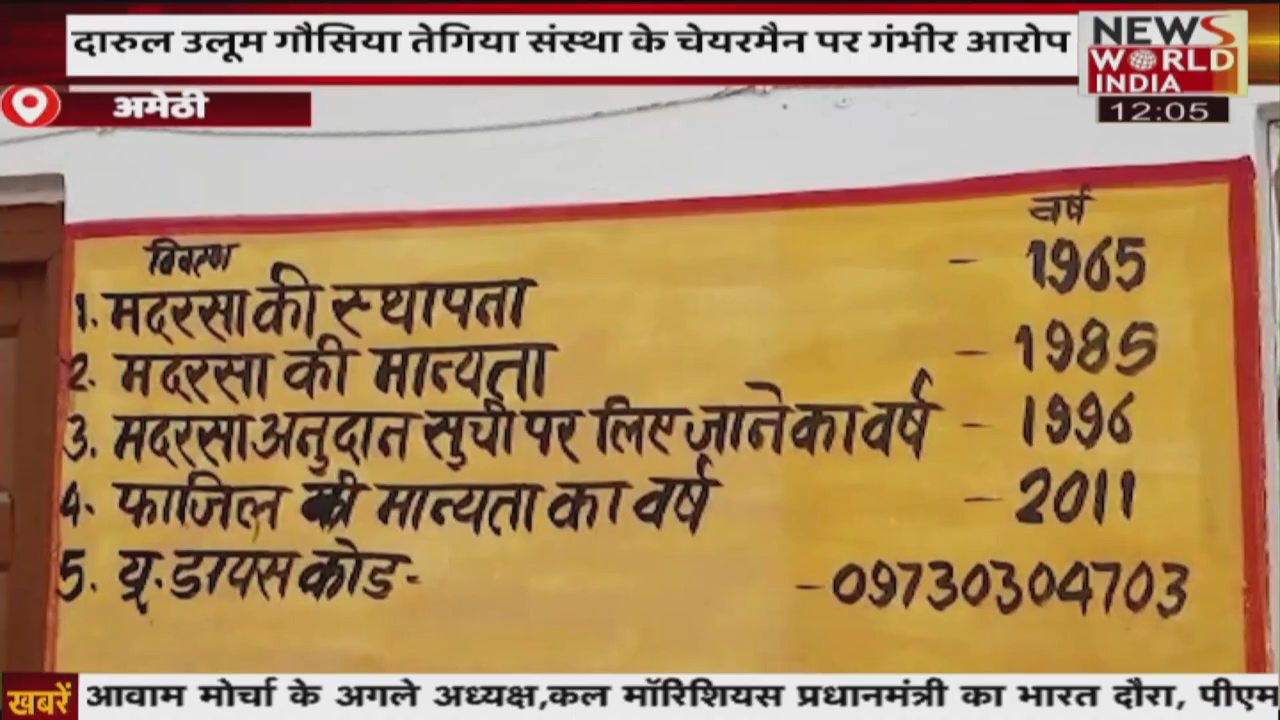 दारुल उलूम गौसिया तेगिया संस्था के चेयरमैन पर गंभीर आरोप
NEWS
WORLD
INDIA
12:05
अमेठी
विवरण वर्ष
1. मदरसा की स्थापता - 1965
2. मदरसा की मान्यता - 1985
3. मदरसा अनुदान सुची पर लिए जाने का वर्ष - 1996
4. फाजिल की मान्यता का वर्ष - 2011
5. यू. डायस कोड - - 09730304703
खबरें आवाम मोर्चा के अगले अध्यक्ष,कल मॉरिशियस प्रधानमंत्री का भारत दौरा, पीएम